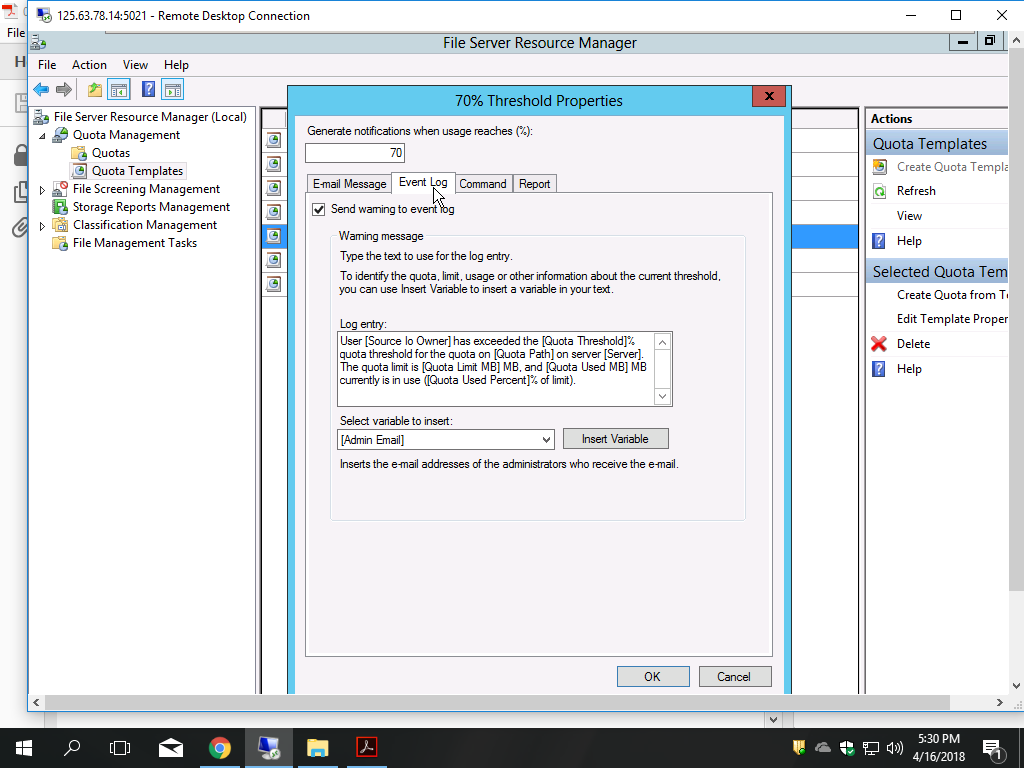 125.63.78.14:5021 - Remote Desktop Connection
File
File Server Resource Manager
File Action View Help
File Server Resource Manager (Local)
Quota Management
Quotas
Quota Templates
File Screening Management
Storage Reports Management
Classification Management
File Management Tasks
70% Threshold Properties
x
Generate notifications when usage reaches (%):
70
E-mail Message Event Log Command Report
Send warning to event log
Warning message
Type the text to use for the log entry.
To identify the quota, limit, usage or other information about the current threshold,
you can use Insert Variable to insert a variable in your text.
Log entry:
User [Source Io Owner] has exceeded the [Quota Threshold]%
quota threshold for the quota on [Quota Path] on server [Server].
The quota limit is [Quota Limit MB] MB, and [Quota Used MB] MB
currently is in use ([Quota Used Percent]% of limit).
Select variable to insert:
[Admin Email]
Insert Variable
Inserts the e-mail addresses of the administrators who receive the e-mail.
OK Cancel
Actions
Quota Templates
Create Quota Templa
Refresh
View
Help
Selected Quota Tem
Create Quota from T
Edit Template Proper
Delete
Help
5:30 PM
4/16/2018
1